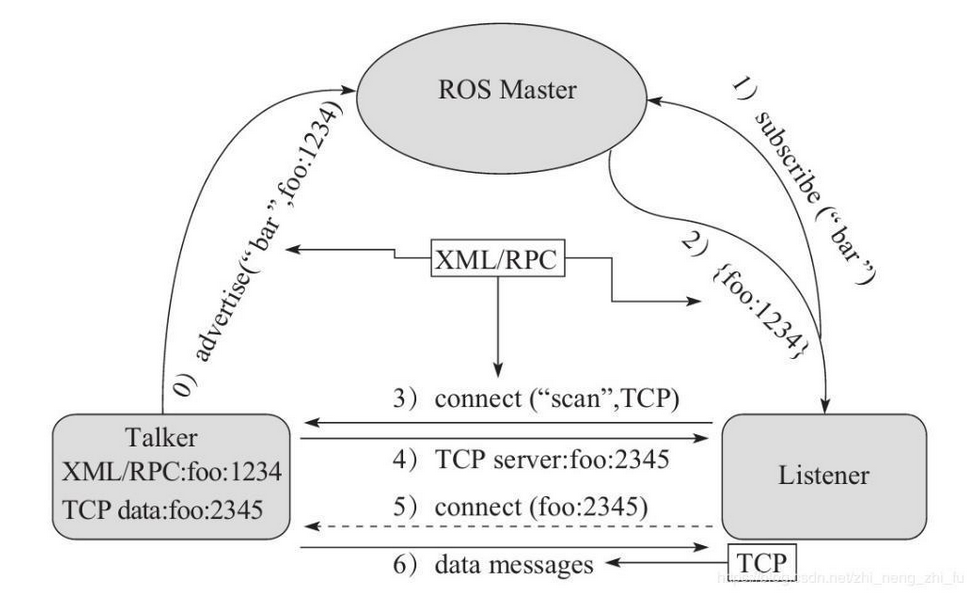 ROS Master
1）subscribe (“bar”)
0）advertise(“bar”,foo:1234)
2）{foo:1234}
XML/RPC
3）connect (“scan”,TCP)
Talker
XML/RPC:foo:1234
TCP data:foo:2345
4）TCP server:foo:2345
Listener
5）connect (foo:2345)
6）data messages
TCP
https://blog.csdn.net/zhi_neng_zhi_fu